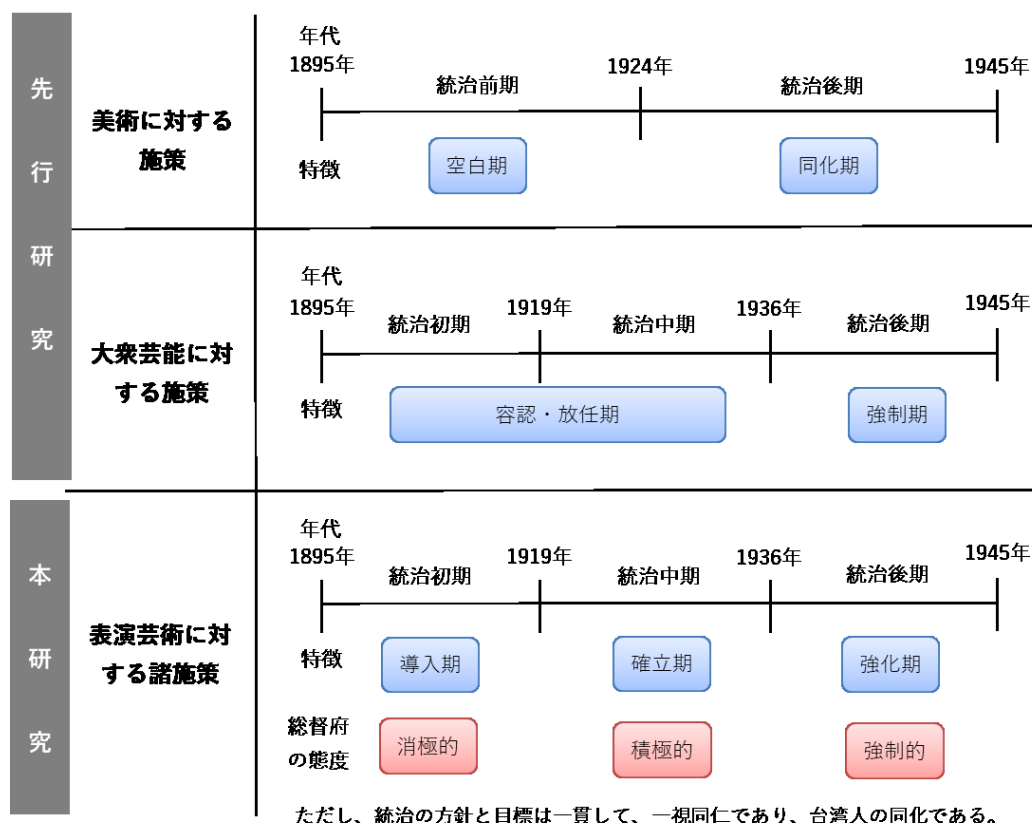 先行研究
美術に対する
施策
年代
1895年
1924年
1945年
統治前期
統治後期
特徴
空白期
同化期
大衆芸能に対
する施策
年代
1895年
1919年
1936年
1945年
統治初期
統治中期
統治後期
特徴
容認・放任期
強制期
本研究
表演芸術に対
する諸施策
年代
1895年
1919年
1936年
1945年
統治初期
統治中期
統治後期
特徴
導入期
確立期
強化期
総督府
の態度
消極的
積極的
強制的
ただし、統治の方針と目標は一貫して、一視同仁であり、台湾人の同化である。